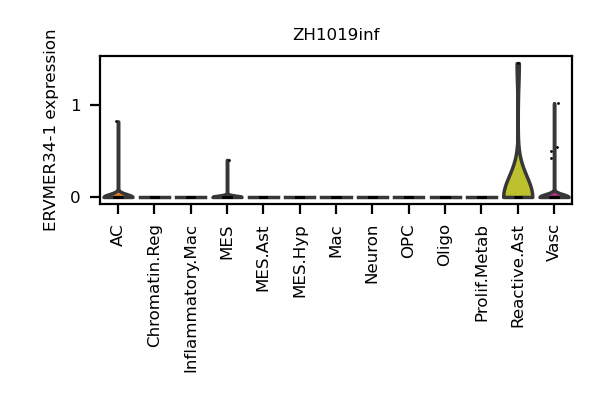 ZH1019inf
ERVMER34-1 expression
1
0
AC
Chromatin.Reg
Inflammatory.Mac
MES
MES.Ast
MES.Hyp
Mac
Neuron
OPC
Oligo
Prolif.Metab
Reactive.Ast
Vasc